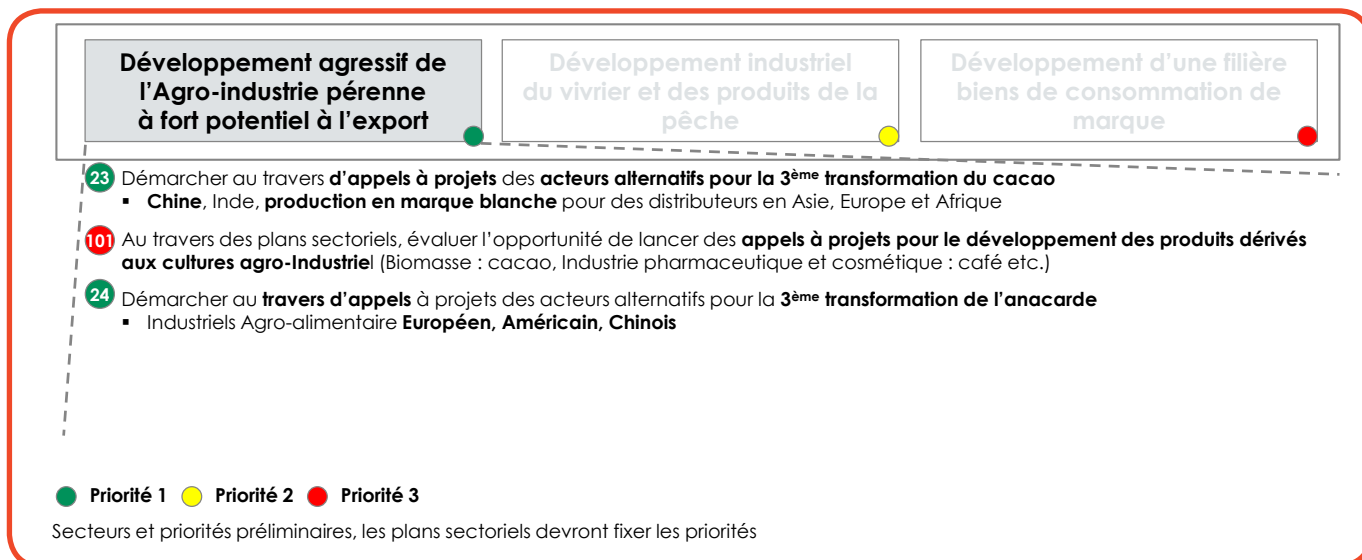 Développement agressif de
l'Agro-industrie pérenne
à fort potentiel à l'export
Développement industriel
du vivrier et des produits de la
pêche
Développement d'une filière
biens de consommation de
marque
23 Démarcher au travers d'appels à projets des acteurs alternatifs pour la 3ème transformation du cacao
▪ Chine, Inde, production en marque blanche pour des distributeurs en Asie, Europe et Afrique
101 Au travers des plans sectoriels, évaluer l'opportunité de lancer des appels à projets pour le développement des produits dérivés
aux cultures agro-Industriel (Biomasse : cacao, Industrie pharmaceutique et cosmétique : café etc.)
24 Démarcher au travers d'appels à projets des acteurs alternatifs pour la 3ème transformation de l'anacarde
▪ Industriels Agro-alimentaire Européen, Américain, Chinois
Priorité 1 Priorité 2 Priorité 3
Secteurs et priorités préliminaires, les plans sectoriels devront fixer les priorités